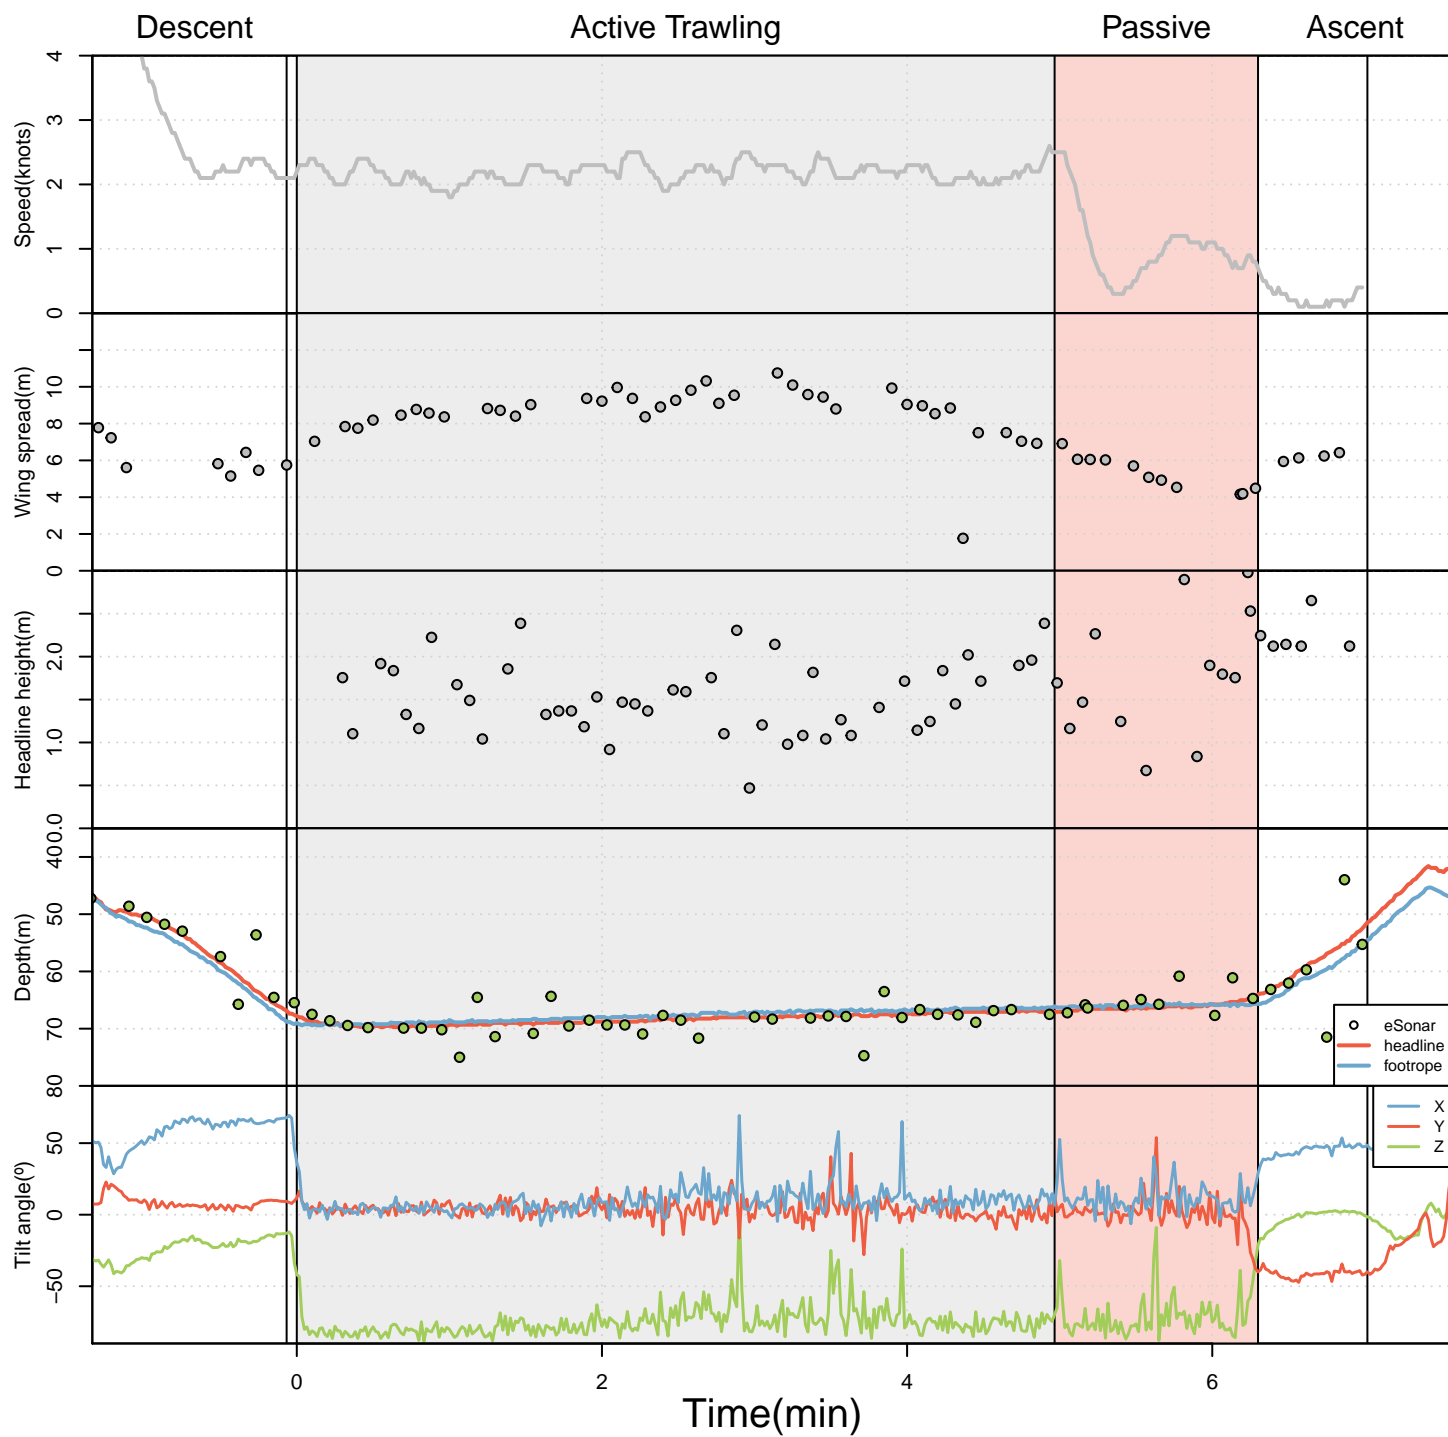 Descent Active Trawling Passive Ascent
Speed(knots)
4
3
2
1
0
Wing spread(m)
10
8
6
4
2
0
Headline height(m)
2.0
1.0
0.0
Depth(m)
40
50
60
70
80
eSonar
headline
footrope
Tilt angle(º)
50
0
−50
X
Y
Z
0 2 4 6
Time(min)